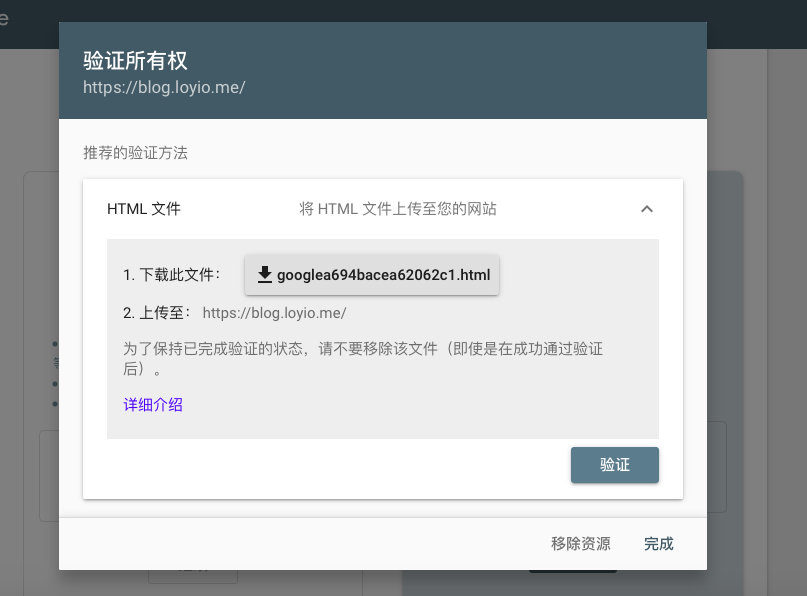 e
验证所有权
https://blog.loyio.me/
推荐的验证方法
HTML 文件 将 HTML 文件上传至您的网站
1. 下载此文件： googlea694bacea62062c1.html
2. 上传至： https://blog.loyio.me/
为了保持已完成验证的状态，请不要移除该文件（即使是在成功通过验证
后）。
详细介绍
验证
移除资源 完成